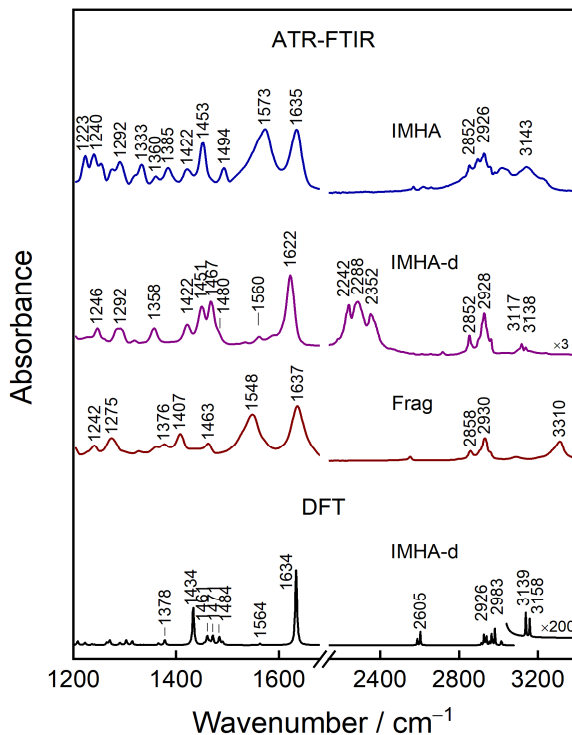 ATR-FTIR
1223 1240 1292 1333 1360 1385 1422 1453 1494 1573 1635 2852 2926 3143
IMHA
1246 1292 1358 1422 1451 1467 1480 1560 1622 2242 2288 2352 2852 2928 3117 3138
IMHA-d
×3
1242 1275 1376 1407 1463 1548 1637 2858 2930 3310
Frag
DFT
IMHA-d
1378 1434 1461 1471 1484 1564 1634 2605 2926 2983 3139 3158
×200
1200 1400 1600 2400 2800 3200
Wavenumber / cm⁻¹
Absorbance